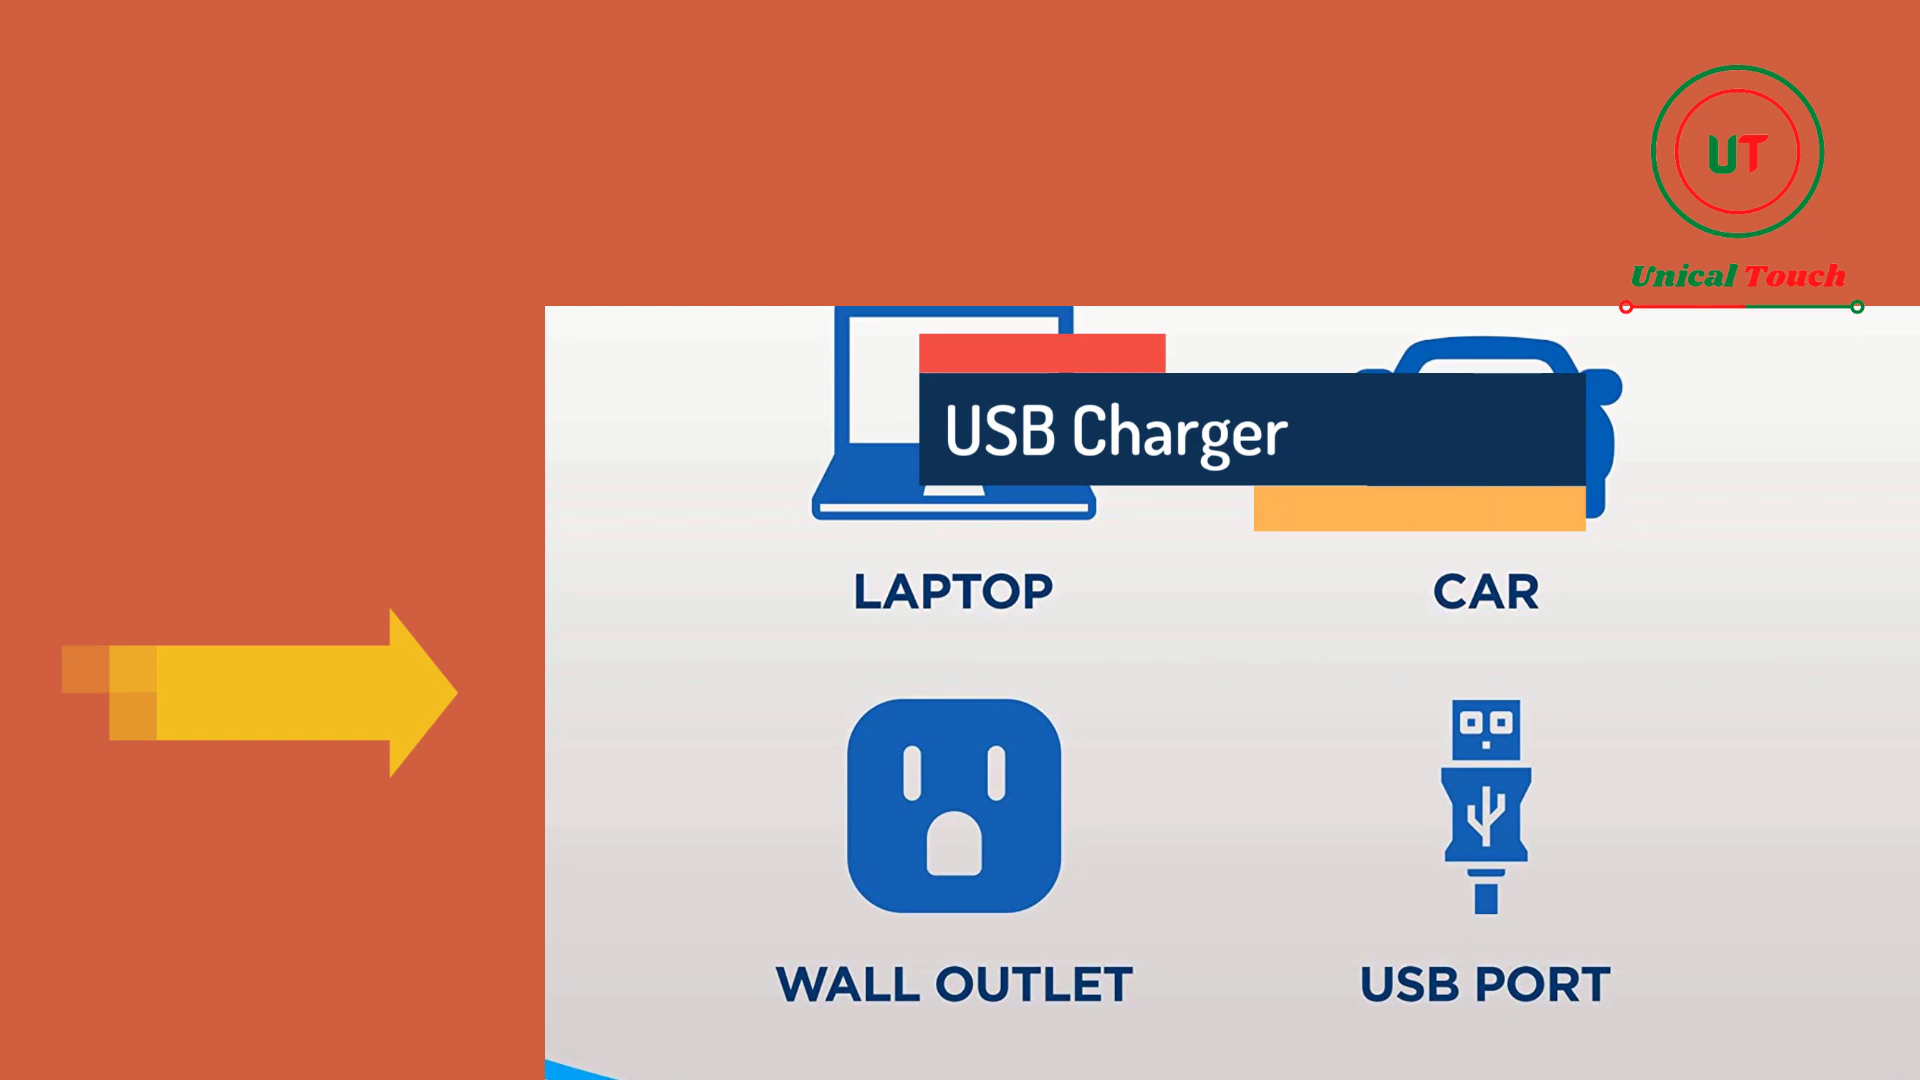 UT
Unical Touch
USB Charger
LAPTOP
CAR
WALL OUTLET
USB PORT